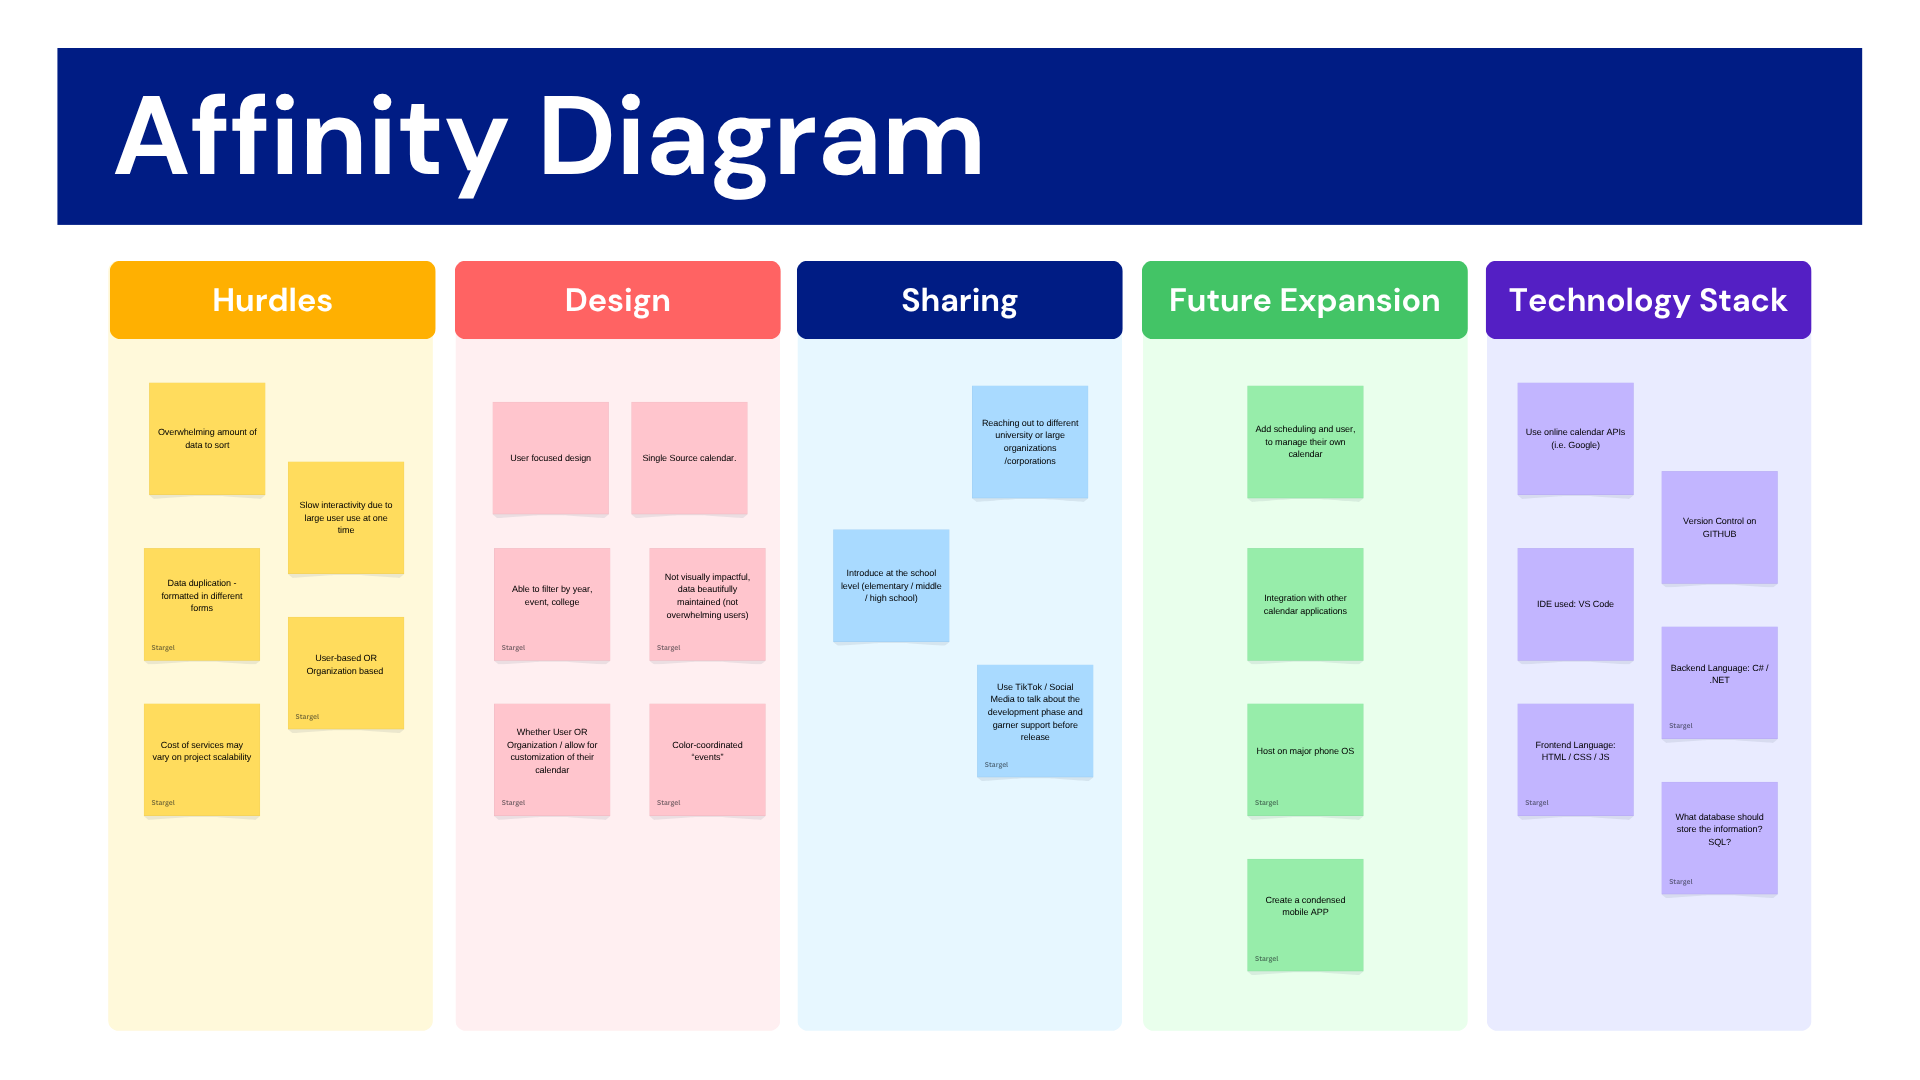 Affinity Diagram
Hurdles
Overwhelming amount of
data to sort
Slow interactivity due to
large user use at one
time
Data duplication -
formatted in different
forms
Stargel
User-based OR
Organization based
Stargel
Cost of services may
vary on project scalability
Stargel
Design
User focused design
Single Source calendar.
Able to filter by year,
event, college
Stargel
Not visually impactful,
data beautifully
maintained (not
overwhelming users)
Stargel
Whether User OR
Organization / allow for
customization of their
calendar
Stargel
Color-coordinated
“events”
Stargel
Sharing
Reaching out to different
university or large
organizations
/corporations
Introduce at the school
level (elementary / middle
/ high school)
Use TikTok / Social
Media to talk about the
development phase and
garner support before
release
Stargel
Future Expansion
Add scheduling and user,
to manage their own
calendar
Integration with other
calendar applications
Host on major phone OS
Stargel
Create a condensed
mobile APP
Stargel
Technology Stack
Use online calendar APIs
(i.e. Google)
Version Control on
GITHUB
IDE used: VS Code
Backend Language: C# /
.NET
Stargel
Frontend Language:
HTML / CSS / JS
Stargel
What database should
store the information?
SQL?
Stargel